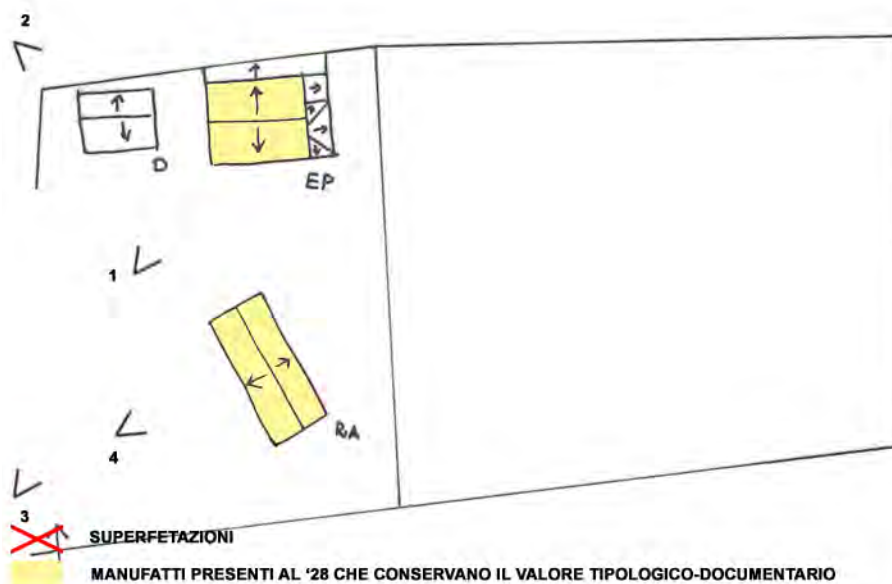 2
D
EP
1
RA
4
3
SUPERFETAZIONI
MANUFATTI PRESENTI AL '28 CHE CONSERVANO IL VALORE TIPOLOGICO-DOCUMENTARIO